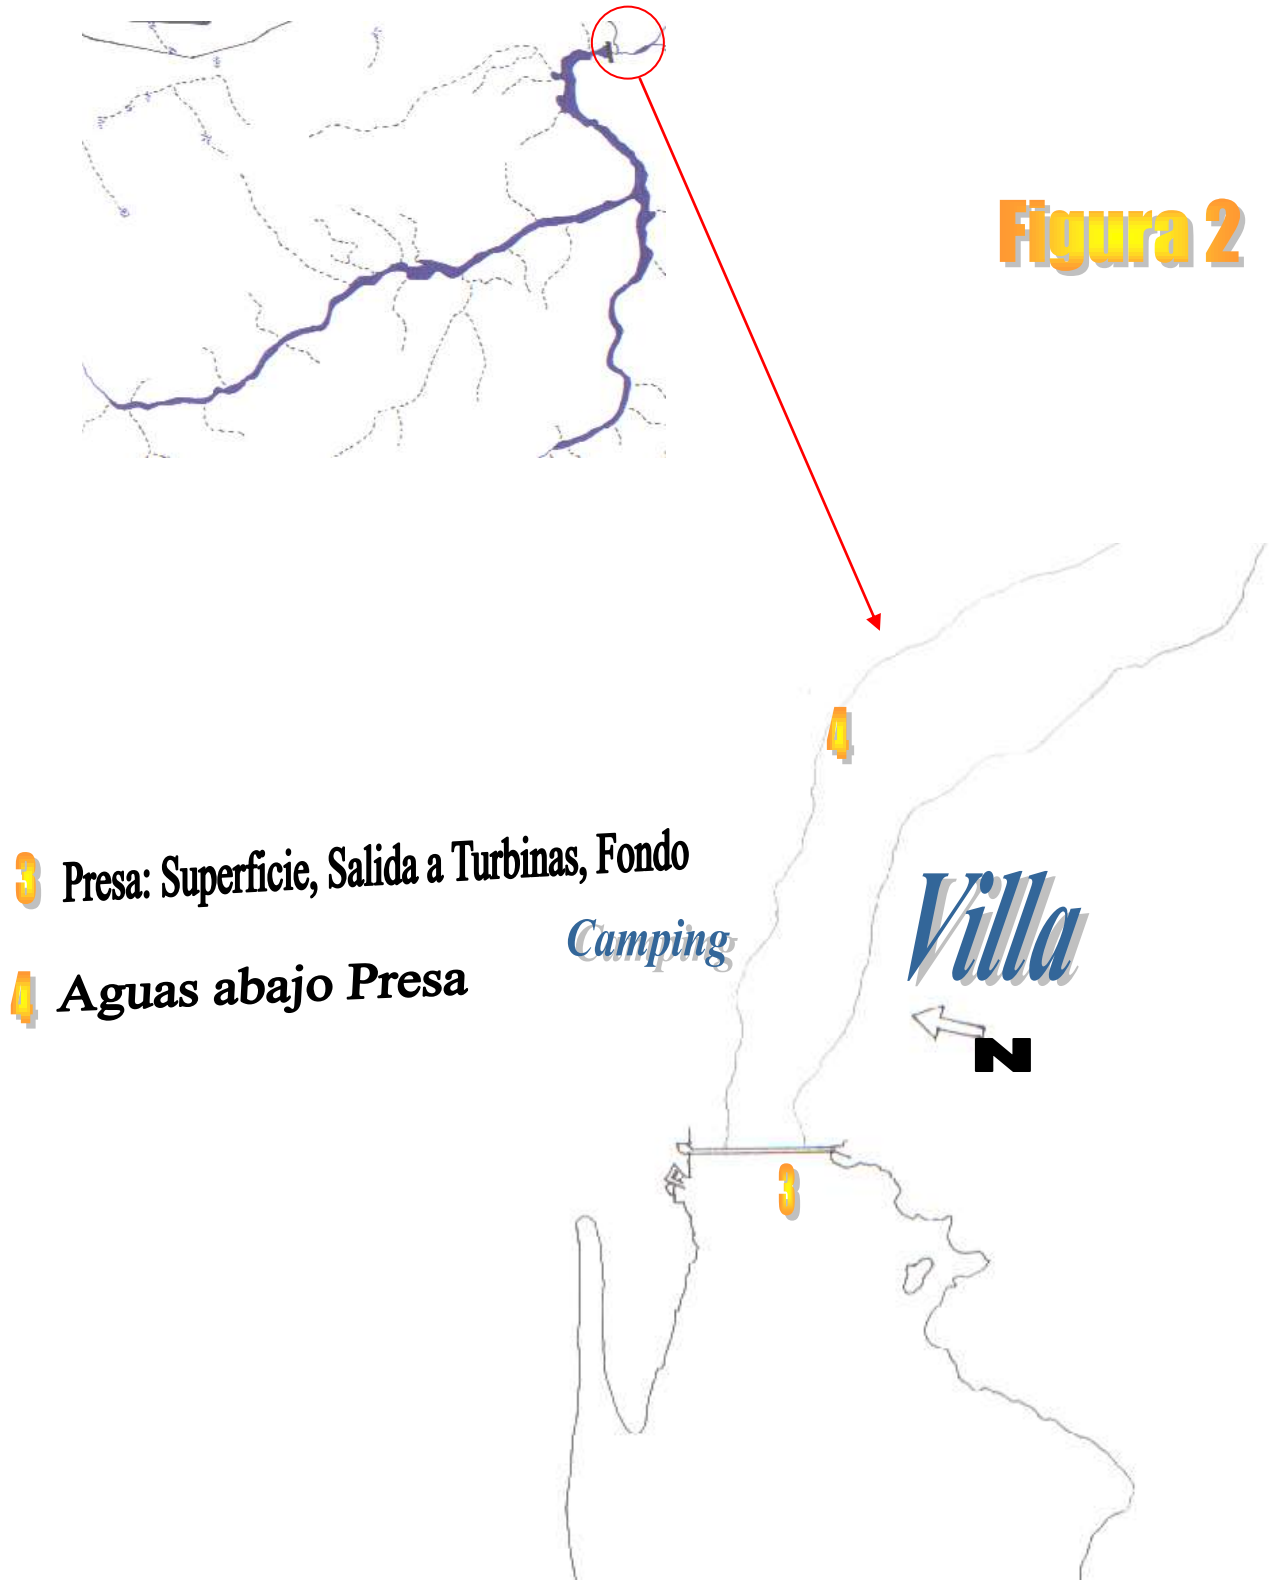 Figura 2
4
3 Presa: Superficie, Salida a Turbinas, Fondo
Camping
Villa
4 Aguas abajo Presa
N
3